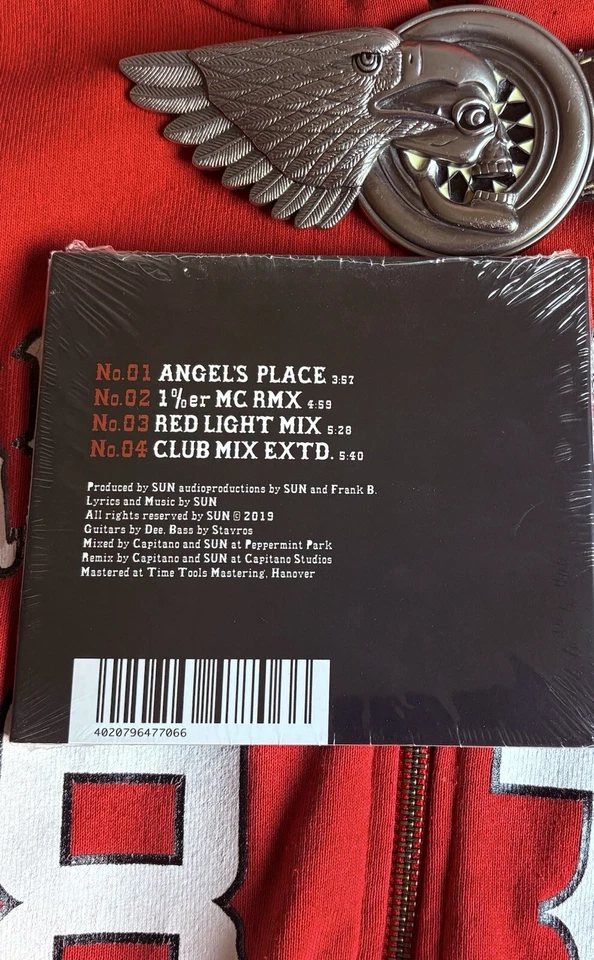 No.01 ANGEL'S PLACE 3:57
No.02 1%er MC RMX 4:59
No.03 RED LIGHT MIX 5:28
No.04 CLUB MIX EXTD. 5:40
Produced by SUN audioproductions by SUN and Frank B.
Lyrics and Music by SUN
All rights reserved by SUN © 2019
Guitars by Dee, Bass by Stavros
Mixed by Capitano and SUN at Peppermint Park
Remix by Capitano and SUN at Capitano Studios
Mastered at Time Tools Mastering, Hanover
4020796477066
8